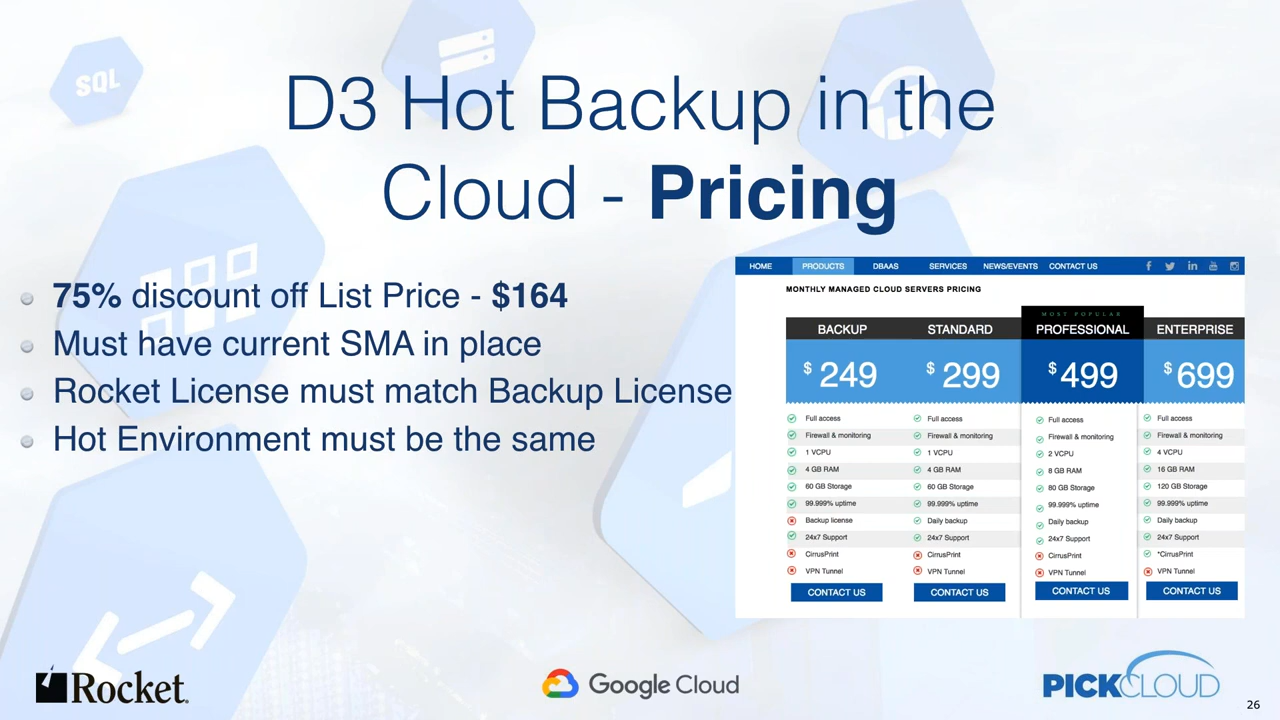 SQL
D3 Hot Backup in the
Cloud - Pricing
75% discount off List Price - $164
Must have current SMA in place
Rocket License must match Backup License
Hot Environment must be the same
HOME PRODUCTS DBAAS SERVICES NEWS/EVENTS CONTACT US
MONTHLY MANAGED CLOUD SERVERS PRICING
MOST POPULAR
BACKUP STANDARD PROFESSIONAL ENTERPRISE
$ 249 $ 299 $ 499 $ 699
Full access Full access Full access Full access
Firewall & monitoring Firewall & monitoring Firewall & monitoring Firewall & monitoring
1 VCPU 1 VCPU 2 VCPU 4 VCPU
4 GB RAM 4 GB RAM 8 GB RAM 16 GB RAM
60 GB Storage 60 GB Storage 80 GB Storage 120 GB Storage
99.999% uptime 99.999% uptime 99.999% uptime 99.999% uptime
Backup license Daily backup Daily backup Daily backup
24x7 Support 24x7 Support 24x7 Support 24x7 Support
CirrusPrint CirrusPrint CirrusPrint *CirrusPrint
VPN Tunnel VPN Tunnel VPN Tunnel VPN Tunnel
CONTACT US CONTACT US CONTACT US CONTACT US
Rocket. Google Cloud PICKCLOUD
26